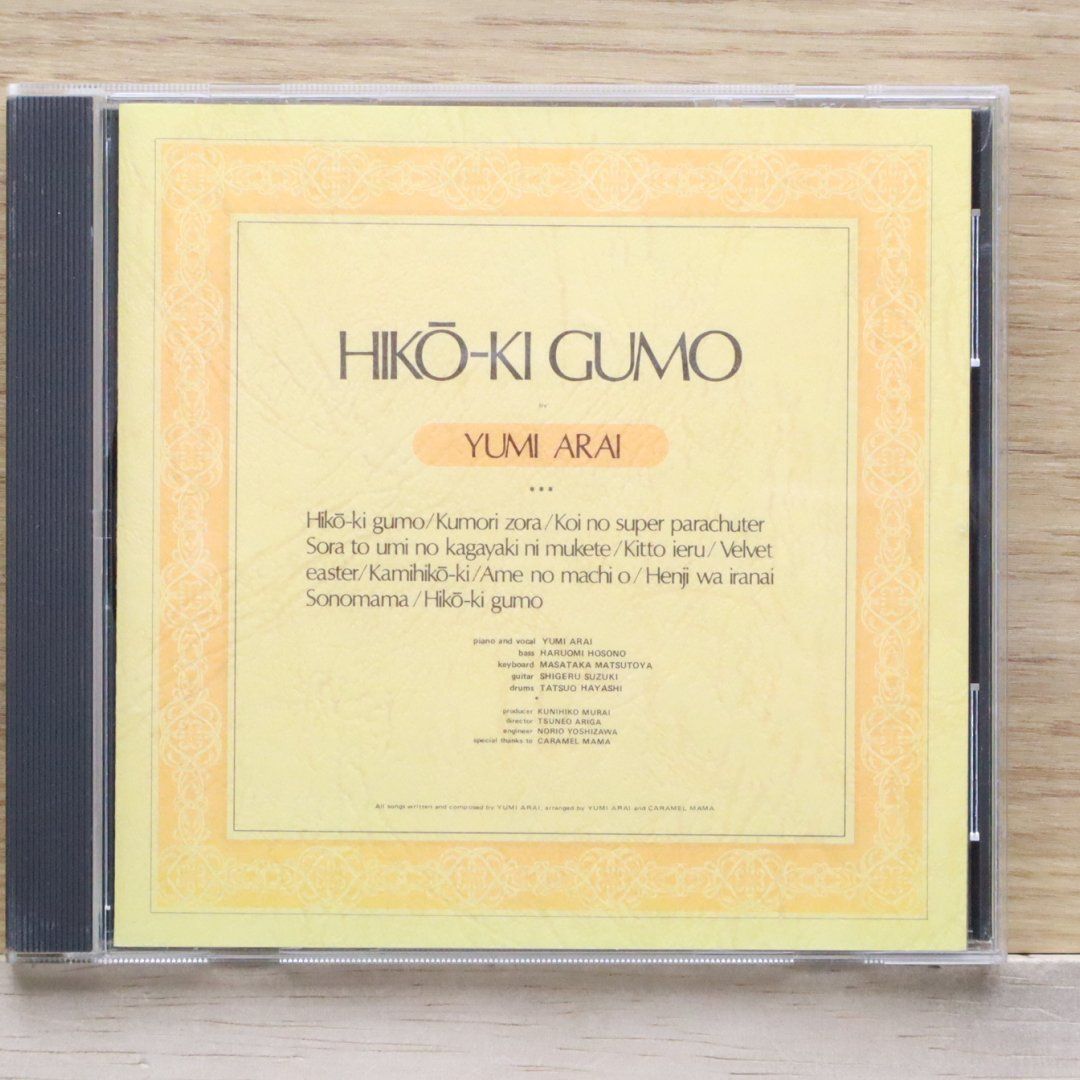 HIKŌ-KI GUMO
by
YUMI ARAI
•••
Hikō-ki gumo/Kumori zora/Koi no super parachuter
Sora to umi no kagayaki ni mukete/Kitto ieru/Velvet
easter/Kamihikō-ki/Ame no machi o/Henji wa iranai
Sonomama/Hikō-ki gumo
piano and vocal YUMI ARAI
bass HARUOMI HOSONO
keyboard MASATAKA MATSUTOYA
guitar SHIGERU SUZUKI
drums TATSUO HAYASHI
•
producer KUNIHIKO MURAI
director TSUNEO ARIGA
engineer NORIO YOSHIZAWA
special thanks to CARAMEL MAMA
All songs written and composed by YUMI ARAI, arranged by YUMI ARAI and CARAMEL MAMA